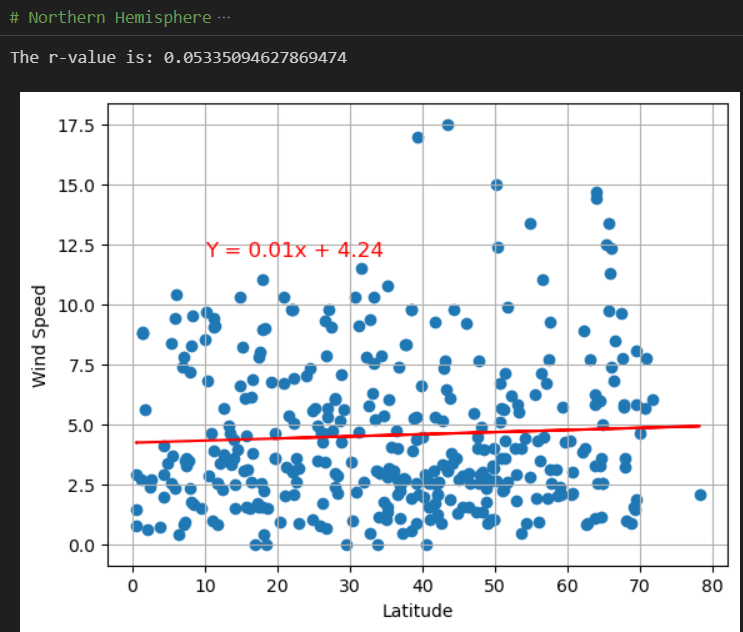 # Northern Hemisphere ...
The r-value is: 0.05335094627869474
17.5
15.0
12.5
10.0
7.5
5.0
2.5
0.0
Wind Speed
Y = 0.01x + 4.24
0 10 20 30 40 50 60 70 80
Latitude